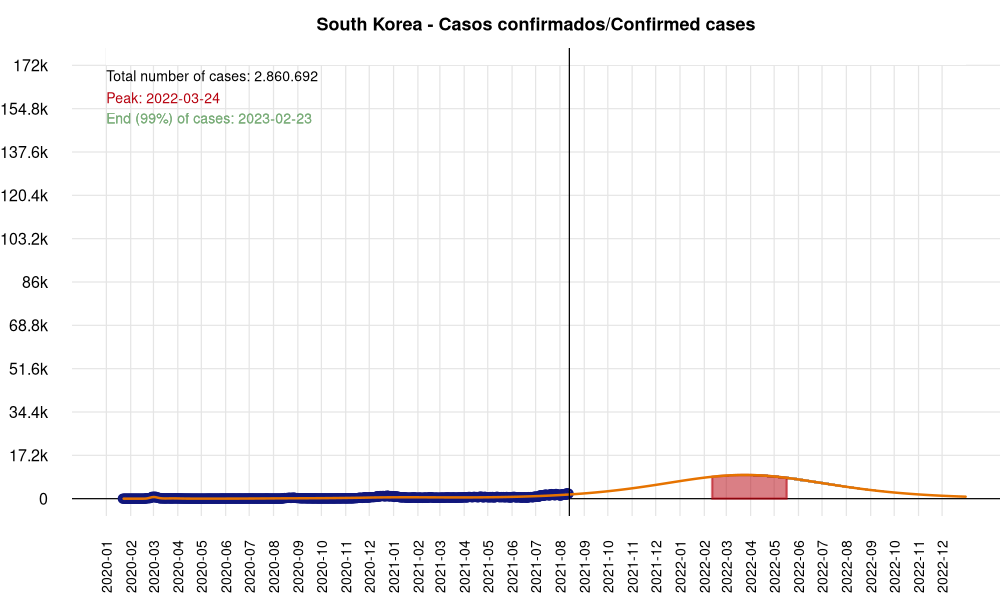 South Korea - Casos confirmados/Confirmed cases
172k
Total number of cases: 2.860.692
Peak: 2022-03-24
154.8k
End (99%) of cases: 2023-02-23
137.6k
120.4k
103.2k
86k
68.8k
51.6k
34.4k
17.2k
0
2020-01
2020-02
2020-03
2020-04
2020-05
2020-06
2020-07
2020-08
2020-09
2020-10
2020-11
2020-12
2021-01
2021-02
2021-03
2021-04
2021-05
2021-06
2021-07
2021-08
2021-09
2021-10
2021-11
2021-12
2022-01
2022-02
2022-03
2022-04
2022-05
2022-06
2022-07
2022-08
2022-09
2022-10
2022-11
2022-12